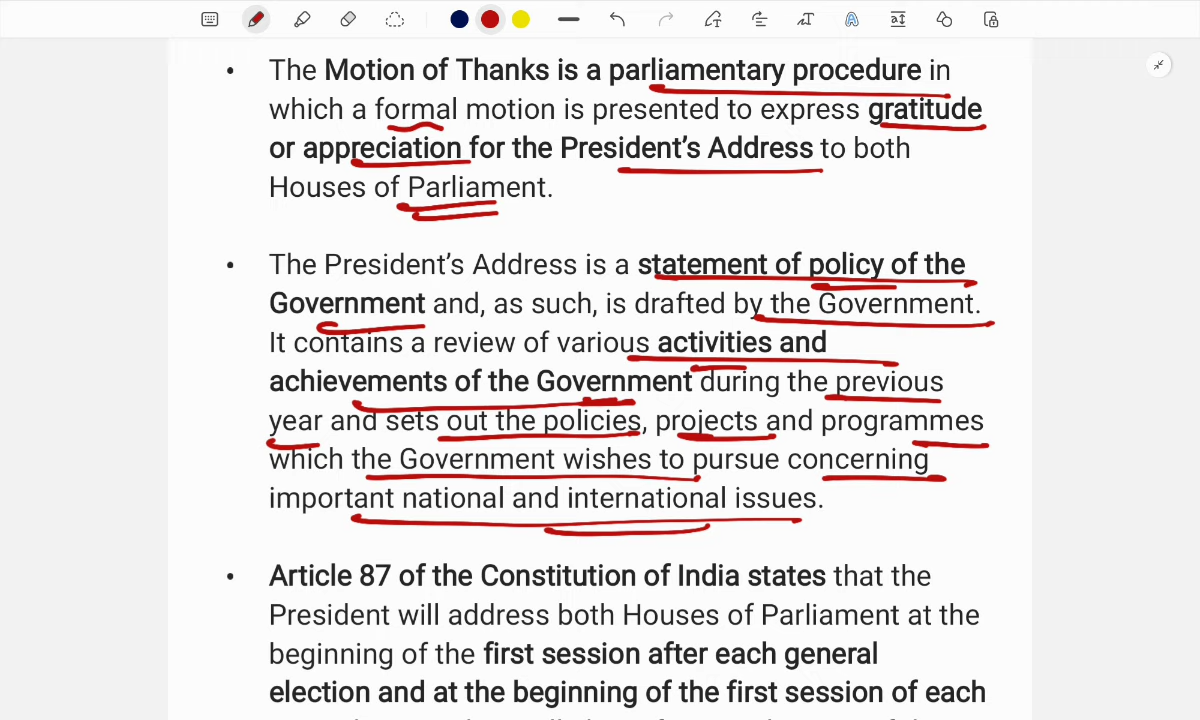 • The Motion of Thanks is a parliamentary procedure in
which a formal motion is presented to express gratitude
or appreciation for the President’s Address to both
Houses of Parliament.
• The President’s Address is a statement of policy of the
Government and, as such, is drafted by the Government.
It contains a review of various activities and
achievements of the Government during the previous
year and sets out the policies, projects and programmes
which the Government wishes to pursue concerning
important national and international issues.
• Article 87 of the Constitution of India states that the
President will address both Houses of Parliament at the
beginning of the first session after each general
election and at the beginning of the first session of each